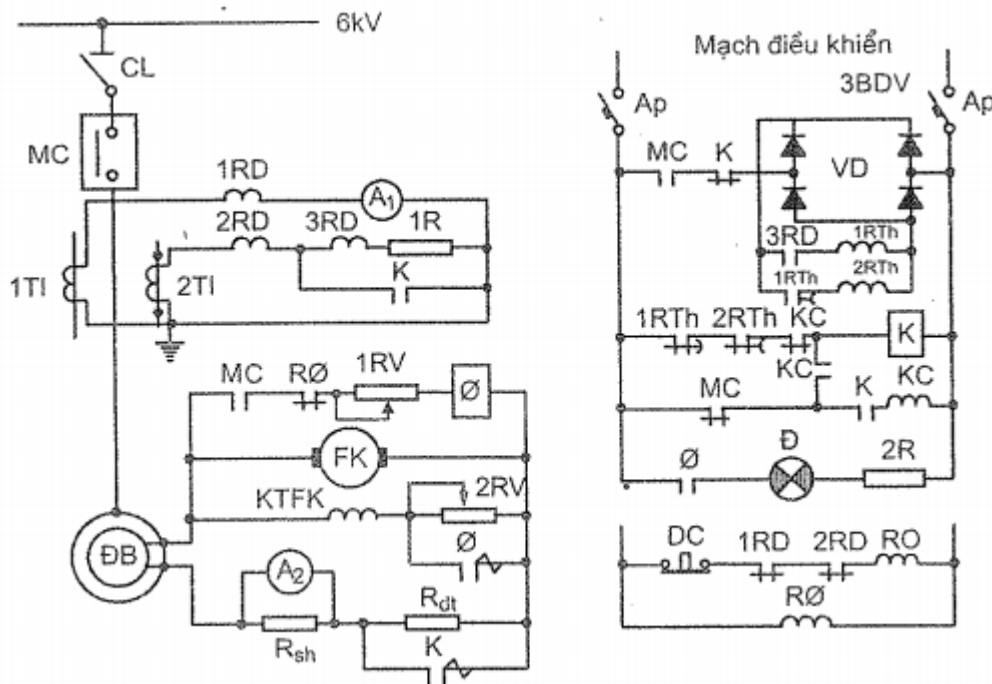 6kV
CL
MC
1RD
A₁
2RD
3RD
1R
K
1TI
2TI
MC
RØ
1RV
Ø
FK
KTFK
2RV
Ø
ĐB
A₂
R_sh
R_dt
K
Mạch điều khiển
Ap
3BDV
Ap
MC
K
VD
3RD
1RTh
1RTh
2RTh
1RTh
2RTh
KC
K
KC
MC
K
KC
Ø
Đ
2R
DC
1RD
2RD
RO
RØ